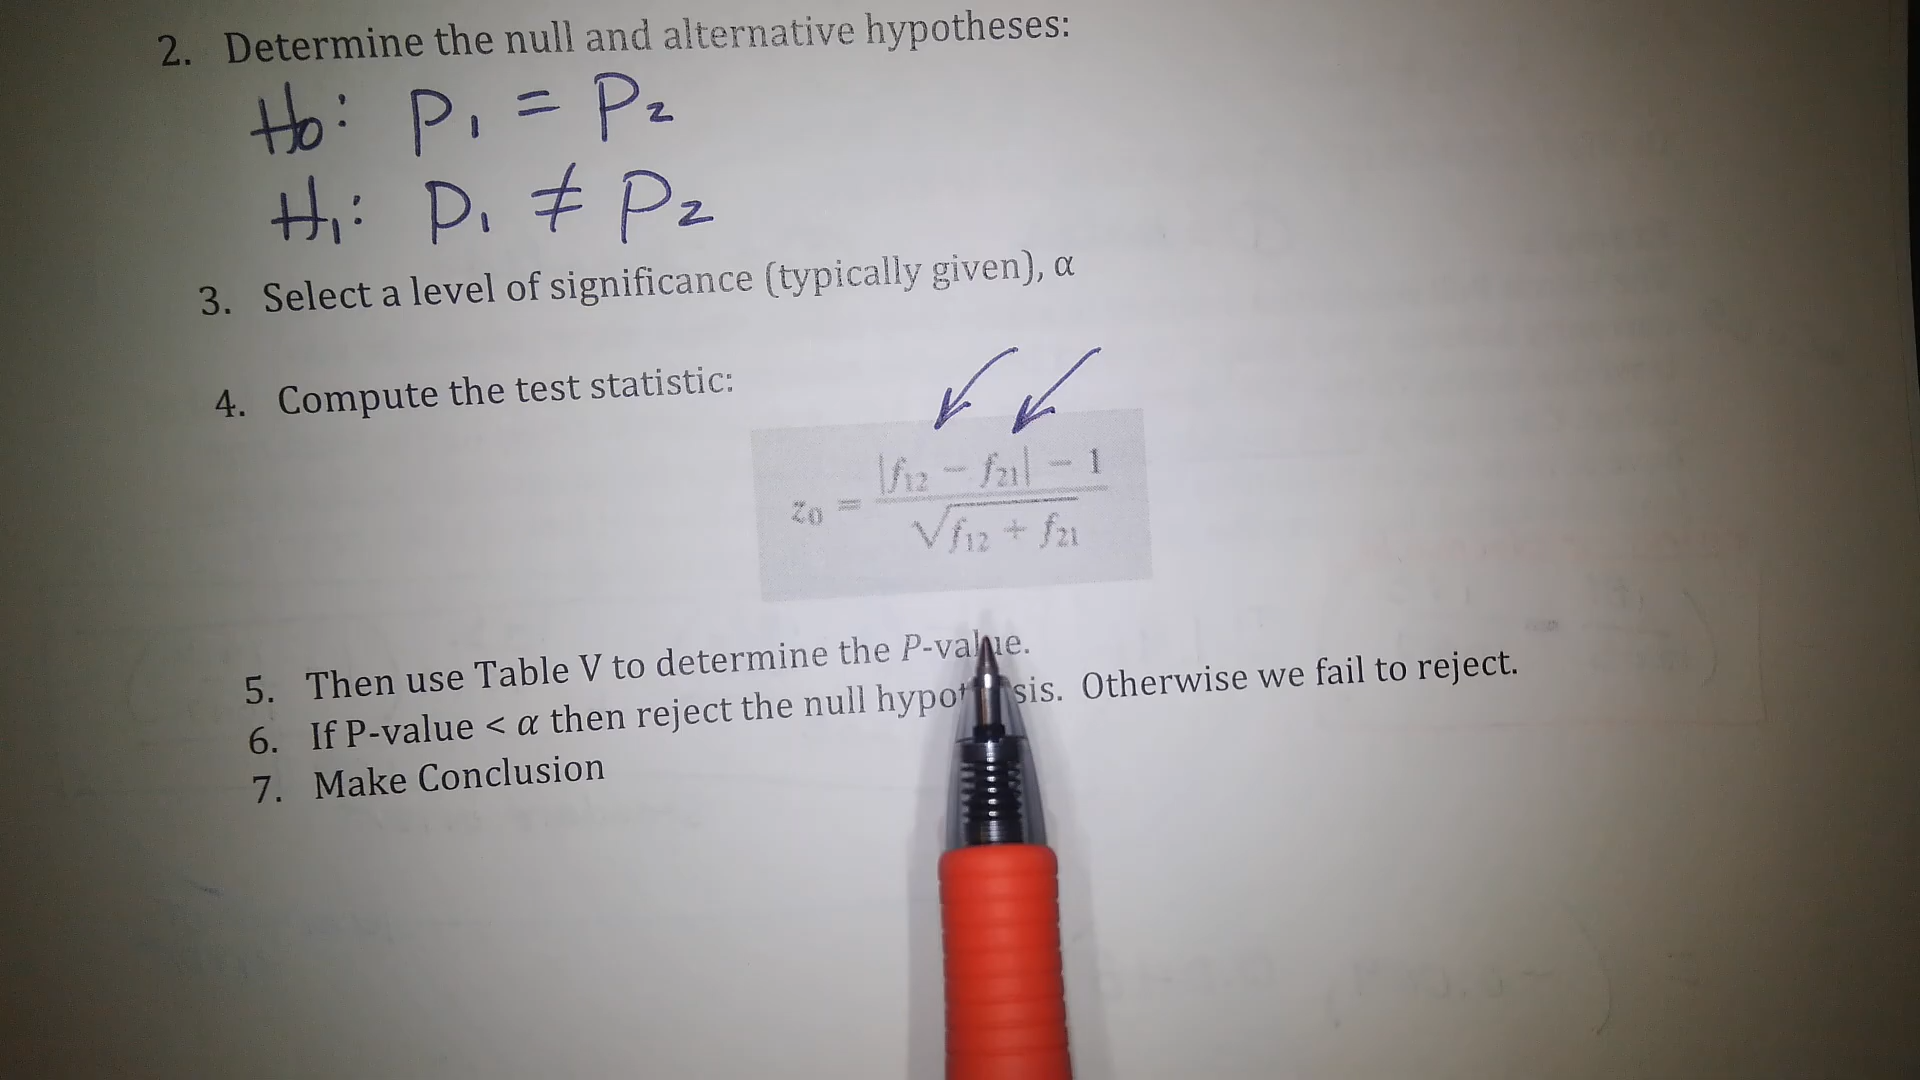 2. Determine the null and alternative hypotheses:
H0: P1 = P2
H1: P1 ≠ P2
3. Select a level of significance (typically given), α
4. Compute the test statistic:
z0 = (|f12 − f21| − 1) / √(f12 + f21)
5. Then use Table V to determine the P-value.
6. If P-value < α then reject the null hypothesis. Otherwise we fail to reject.
7. Make Conclusion